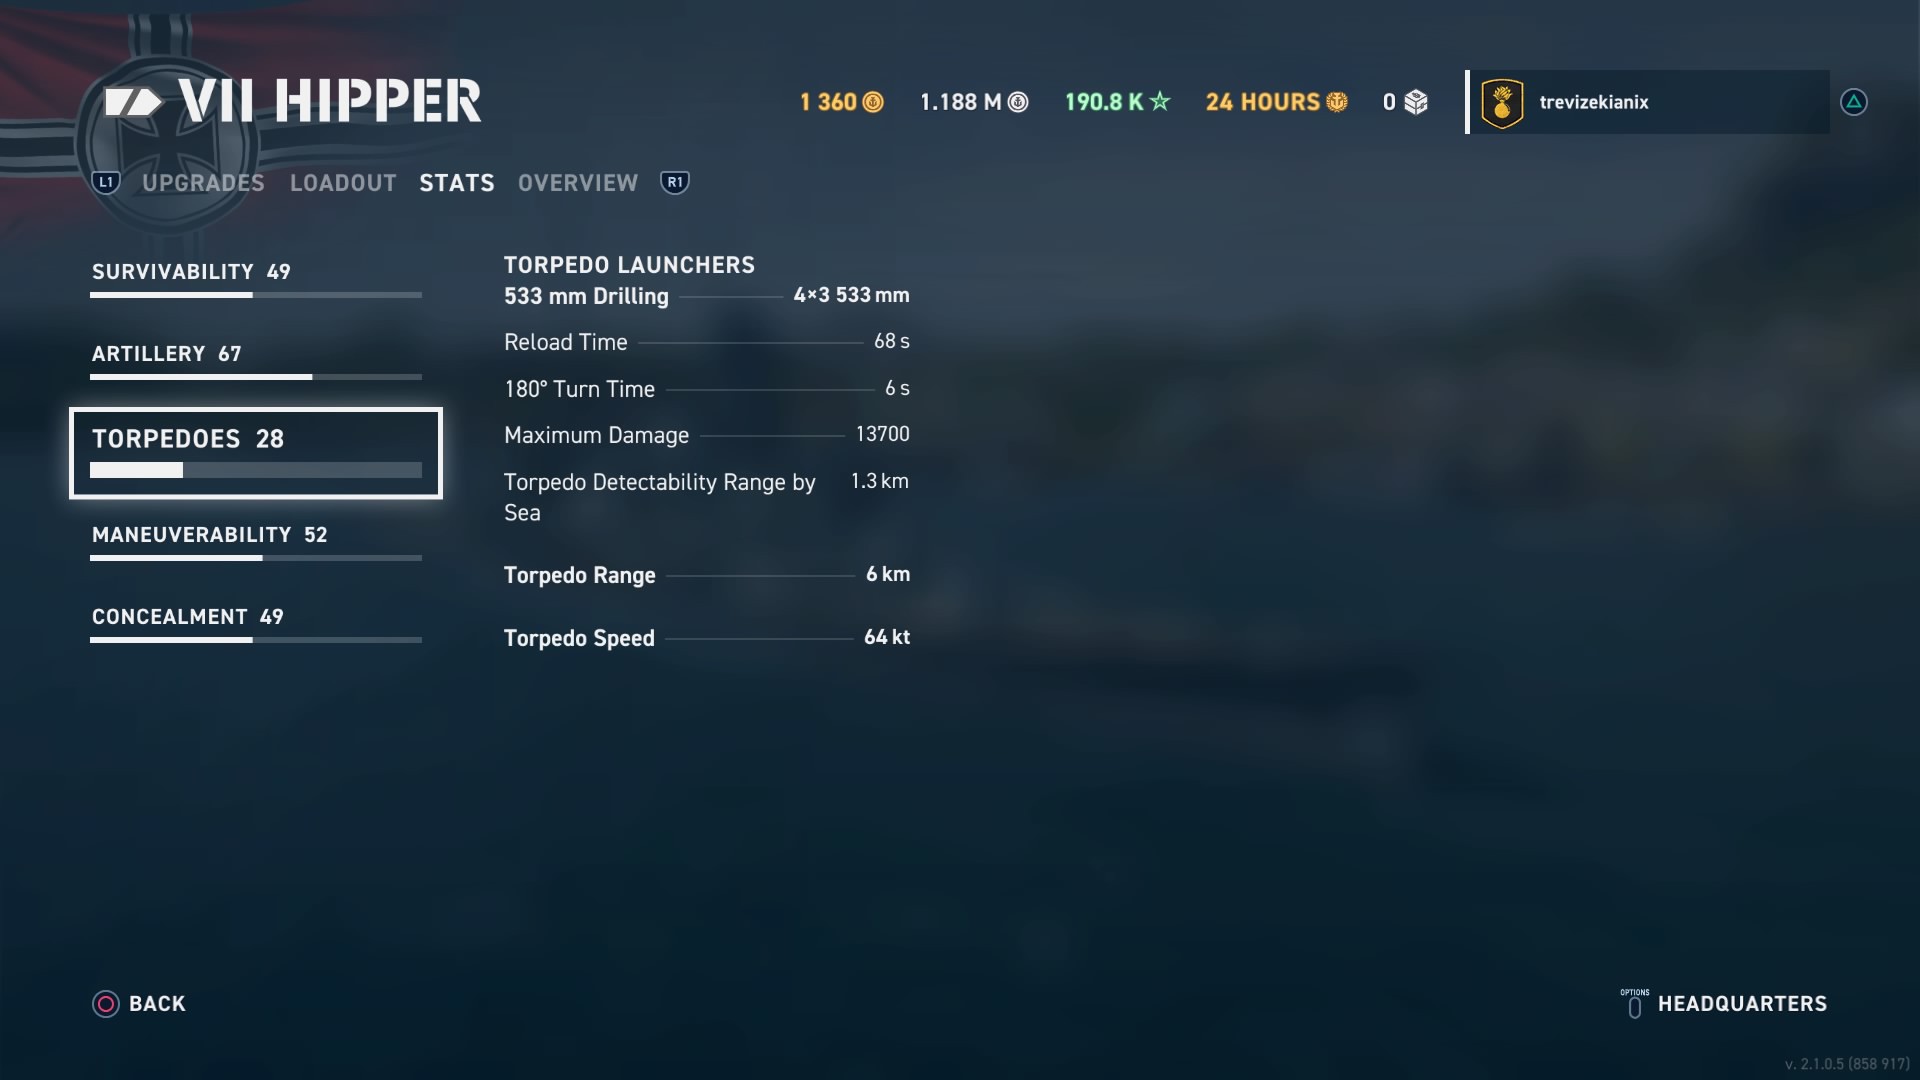 VII HIPPER
1 360
1.188 M
190.8 K
24 HOURS
0
trevizekianix
L1 UPGRADES LOADOUT STATS OVERVIEW R1
SURVIVABILITY 49
ARTILLERY 67
TORPEDOES 28
MANEUVERABILITY 52
CONCEALMENT 49
TORPEDO LAUNCHERS
533 mm Drilling 4×3 533 mm
Reload Time 68 s
180° Turn Time 6 s
Maximum Damage 13700
Torpedo Detectability Range by 1.3 km
Sea
Torpedo Range 6 km
Torpedo Speed 64 kt
BACK
OPTIONS
HEADQUARTERS
v. 2.1.0.5 (858 917)